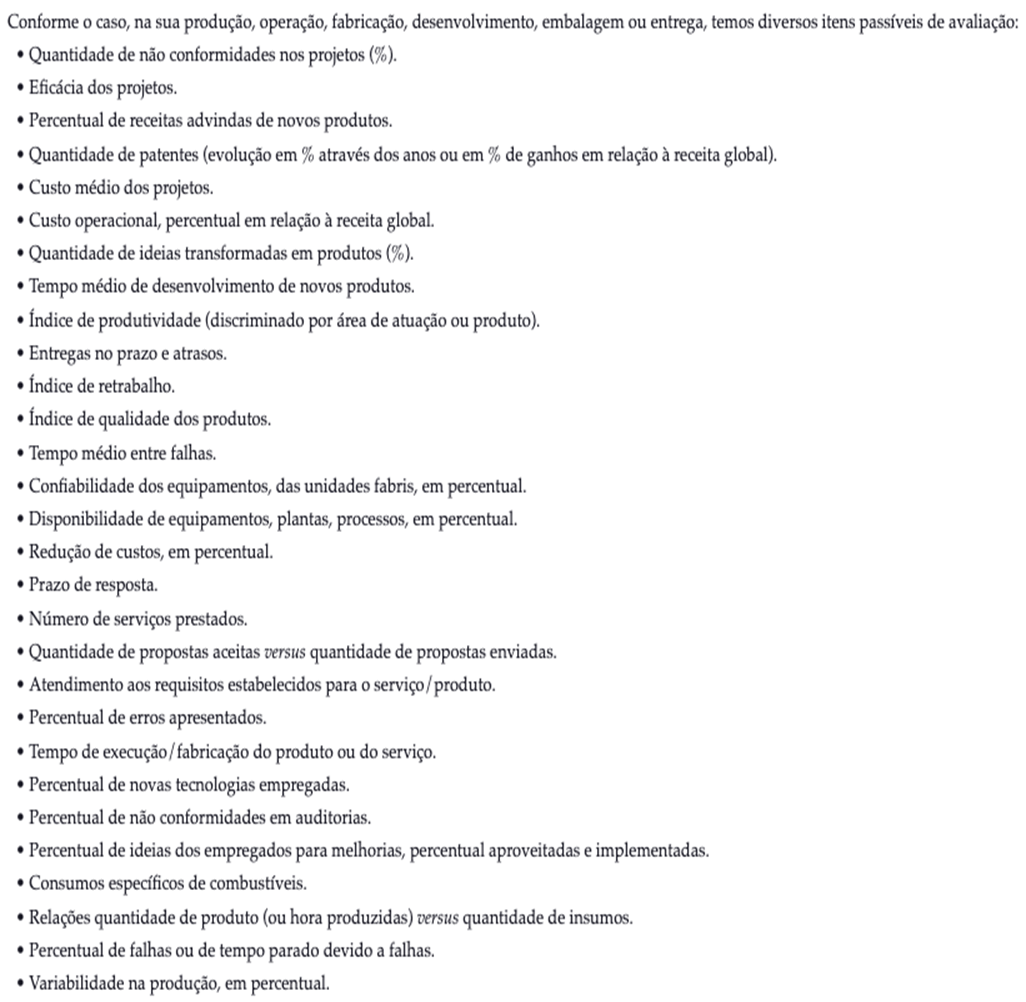 Conforme o caso, na sua produção, operação, fabricação, desenvolvimento, embalagem ou entrega, temos diversos itens passíveis de avaliação:
• Quantidade de não conformidades nos projetos (%).
• Eficácia dos projetos.
• Percentual de receitas advindas de novos produtos.
• Quantidade de patentes (evolução em % através dos anos ou em % de ganhos em relação à receita global).
• Custo médio dos projetos.
• Custo operacional, percentual em relação à receita global.
• Quantidade de ideias transformadas em produtos (%).
• Tempo médio de desenvolvimento de novos produtos.
• Índice de produtividade (discriminado por área de atuação ou produto).
• Entregas no prazo e atrasos.
• Índice de retrabalho.
• Índice de qualidade dos produtos.
• Tempo médio entre falhas.
• Confiabilidade dos equipamentos, das unidades fabris, em percentual.
• Disponibilidade de equipamentos, plantas, processos, em percentual.
• Redução de custos, em percentual.
• Prazo de resposta.
• Número de serviços prestados.
• Quantidade de propostas aceitas versus quantidade de propostas enviadas.
• Atendimento aos requisitos estabelecidos para o serviço/produto.
• Percentual de erros apresentados.
• Tempo de execução/fabricação do produto ou do serviço.
• Percentual de novas tecnologias empregadas.
• Percentual de não conformidades em auditorias.
• Percentual de ideias dos empregados para melhorias, percentual aproveitadas e implementadas.
• Consumos específicos de combustíveis.
• Relações quantidade de produto (ou hora produzidas) versus quantidade de insumos.
• Percentual de falhas ou de tempo parado devido a falhas.
• Variabilidade na produção, em percentual.